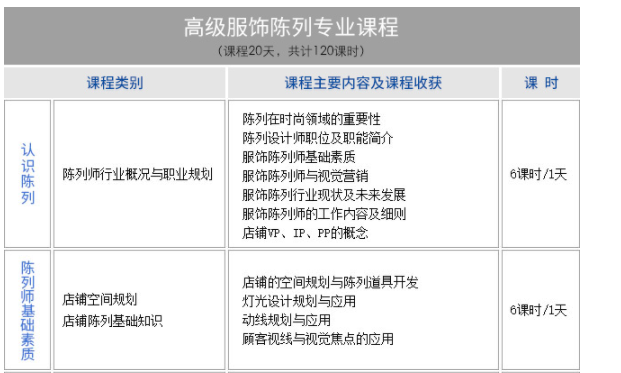 高级服饰陈列专业课程
（课程20天，共计120课时）
课程类别
课程主要内容及课程收获
课 时
认识陈列
陈列师行业概况与职业规划
陈列在时尚领域的重要性
陈列设计师职位及职能简介
服饰陈列师基础素质
服饰陈列师与视觉营销
服饰陈列行业现状及未来发展
服饰陈列师的工作内容及细则
店铺VP、IP、PP的概念
6课时/1天
陈列师基础素质
店铺空间规划
店铺陈列基础知识
店铺的空间规划与陈列道具开发
灯光设计规划与应用
动线规划与应用
顾客视线与视觉焦点的应用
6课时/1天